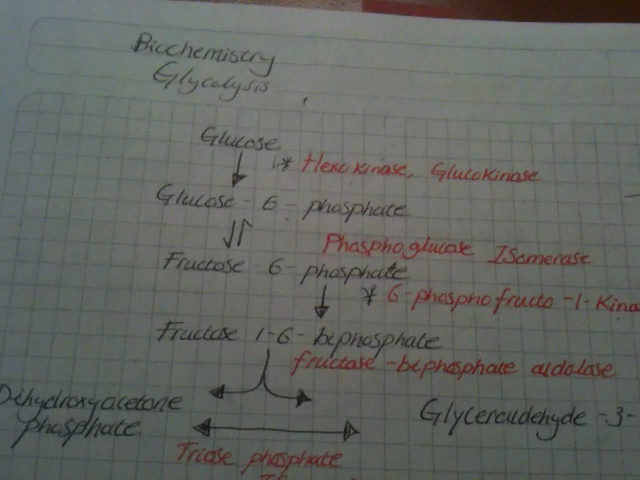 Biochemistry
Glycolysis
Glucose
* Hexokinase, Glucokinase
Glucose - 6 - phosphate
Phosphoglucose Isomerase
Fructose - 6 - phosphate
* 6-phosphofructo-1-Kina
Fructose 1-6-biphosphate
fructose-biphosphate aldolase
Dihydroxyacetone
phosphate
Glyceraudehyde-3-
Triose phosphate